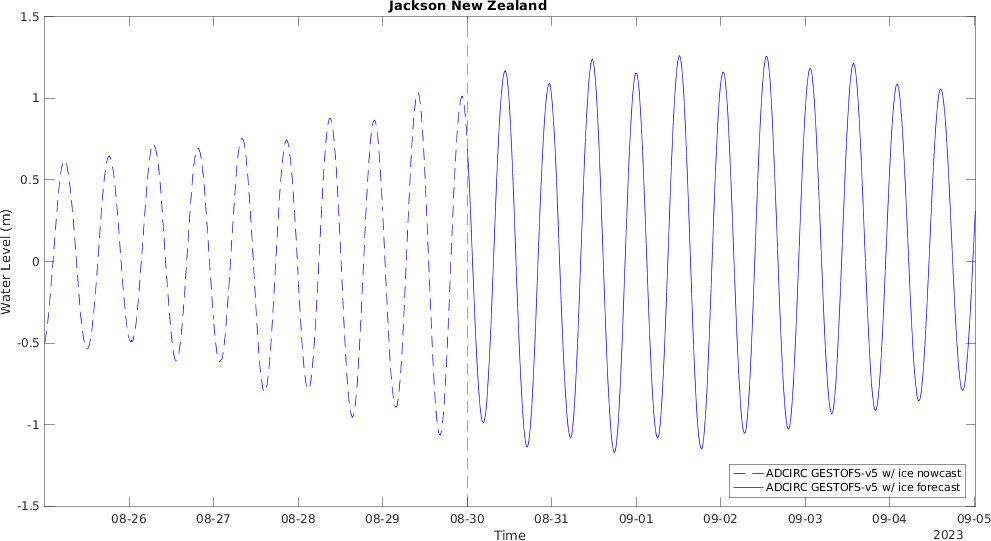 Jackson New Zealand
Water Level (m)
1.5
1
0.5
0
-0.5
-1
-1.5
08-26 08-27 08-28 08-29 08-30 08-31 09-01 09-02 09-03 09-04 09-05
Time
2023
ADCIRC GESTOFS-v5 w/ ice nowcast
ADCIRC GESTOFS-v5 w/ ice forecast